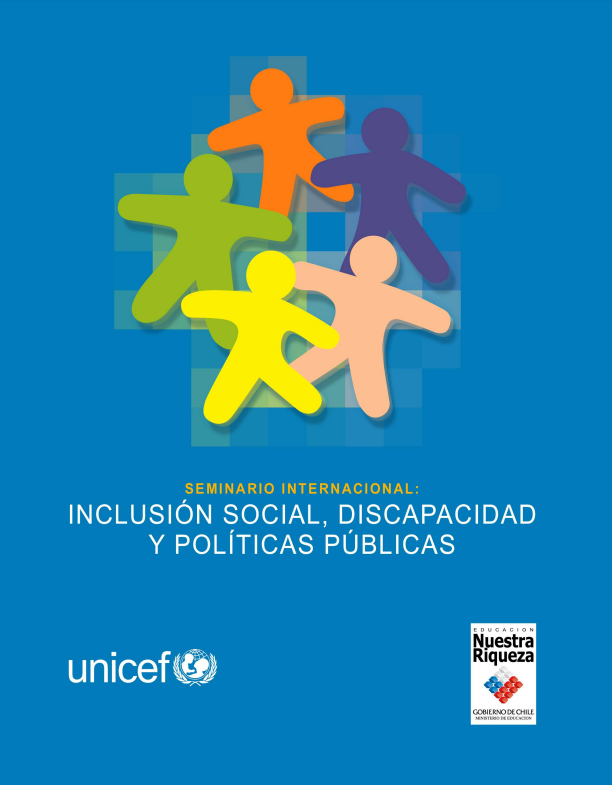 SEMINARIO INTERNACIONAL:
INCLUSIÓN SOCIAL, DISCAPACIDAD
Y POLÍTICAS PÚBLICAS
unicef
EDUCACION
Nuestra
Riqueza
GOBIERNO DE CHILE
MINISTERIO DE EDUCACION